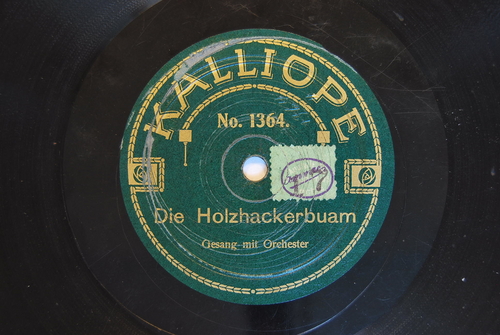 KALLIOPE
No. 1364.
Die Holzhackerbuam
Gesang mit Orchester